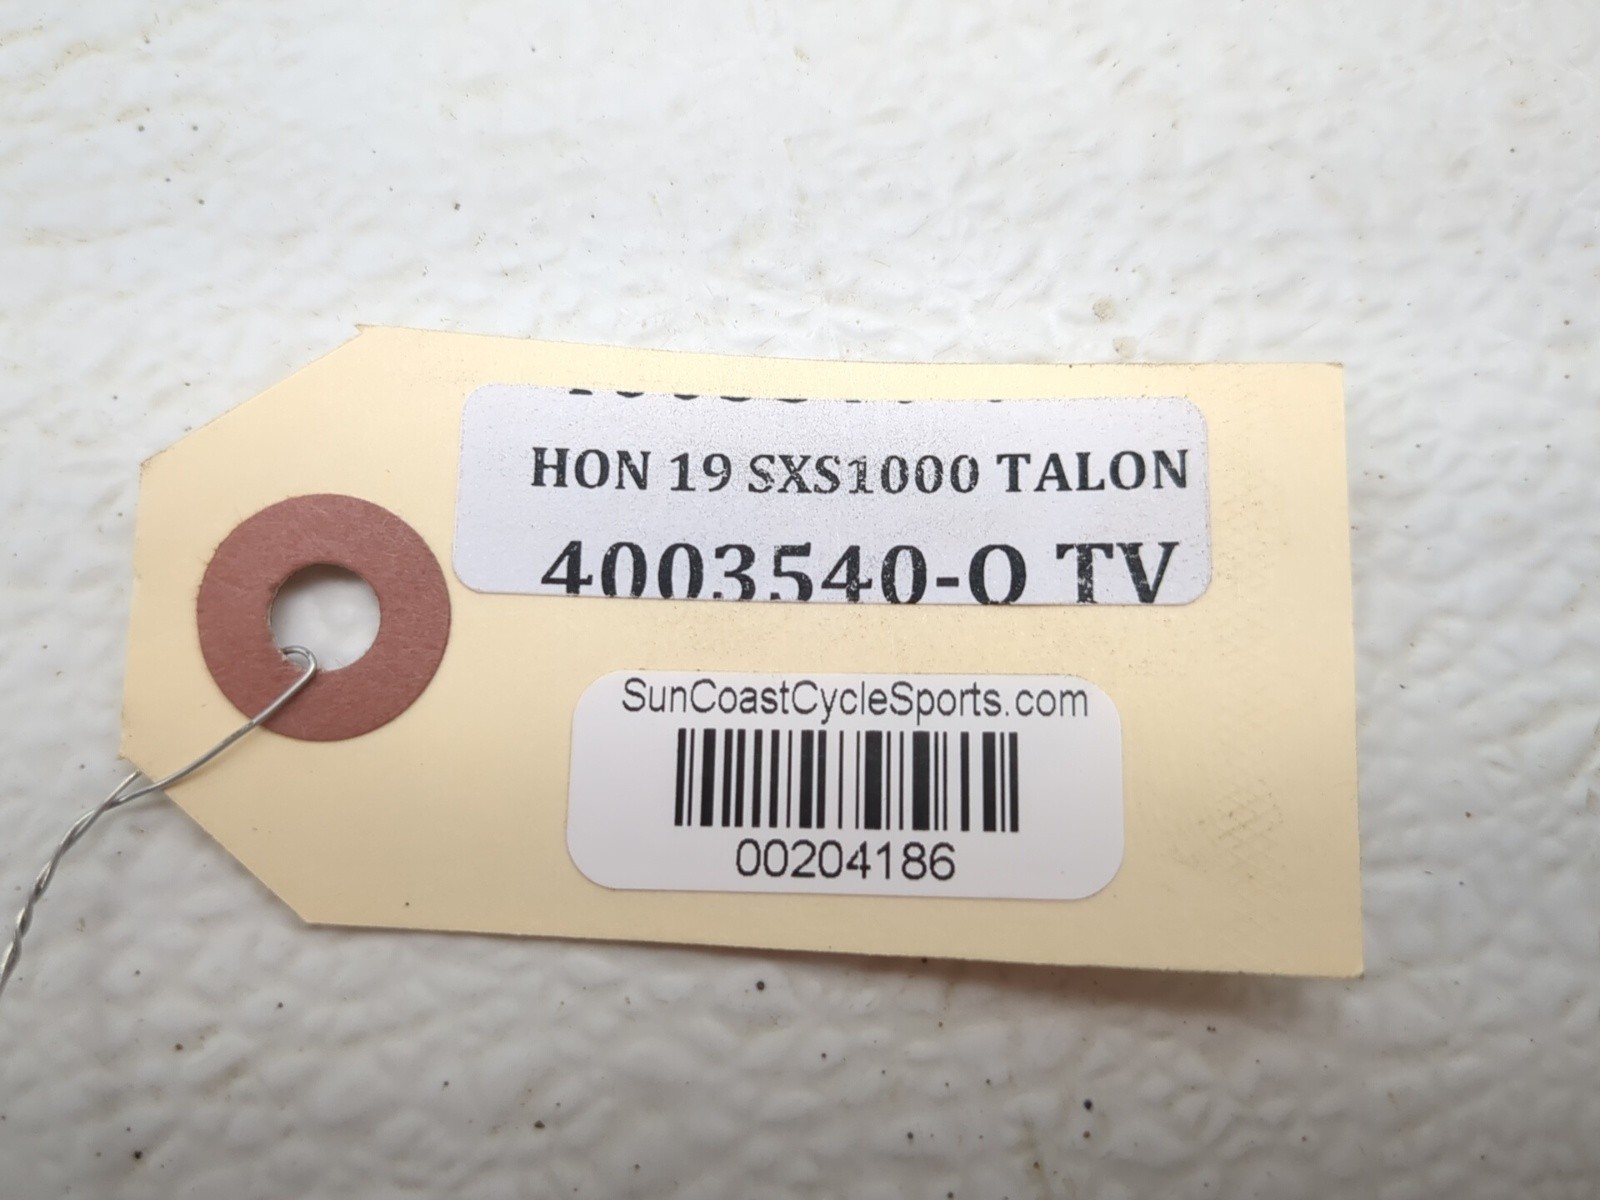 HON 19 SXS1000 TALON
4003540-O TV
SunCoastCycleSports.com
00204186